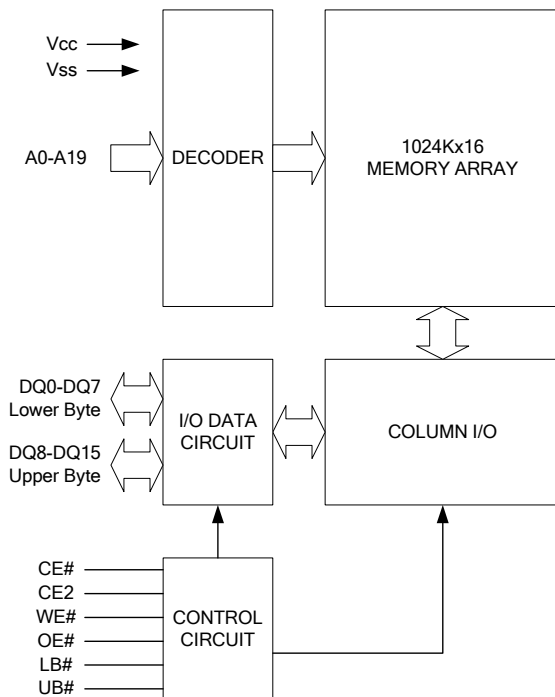 Vcc
Vss
A0-A19
DECODER
1024Kx16
MEMORY ARRAY
DQ0-DQ7
Lower Byte
DQ8-DQ15
Upper Byte
I/O DATA
CIRCUIT
COLUMN I/O
CE#
CE2
WE#
OE#
LB#
UB#
CONTROL
CIRCUIT